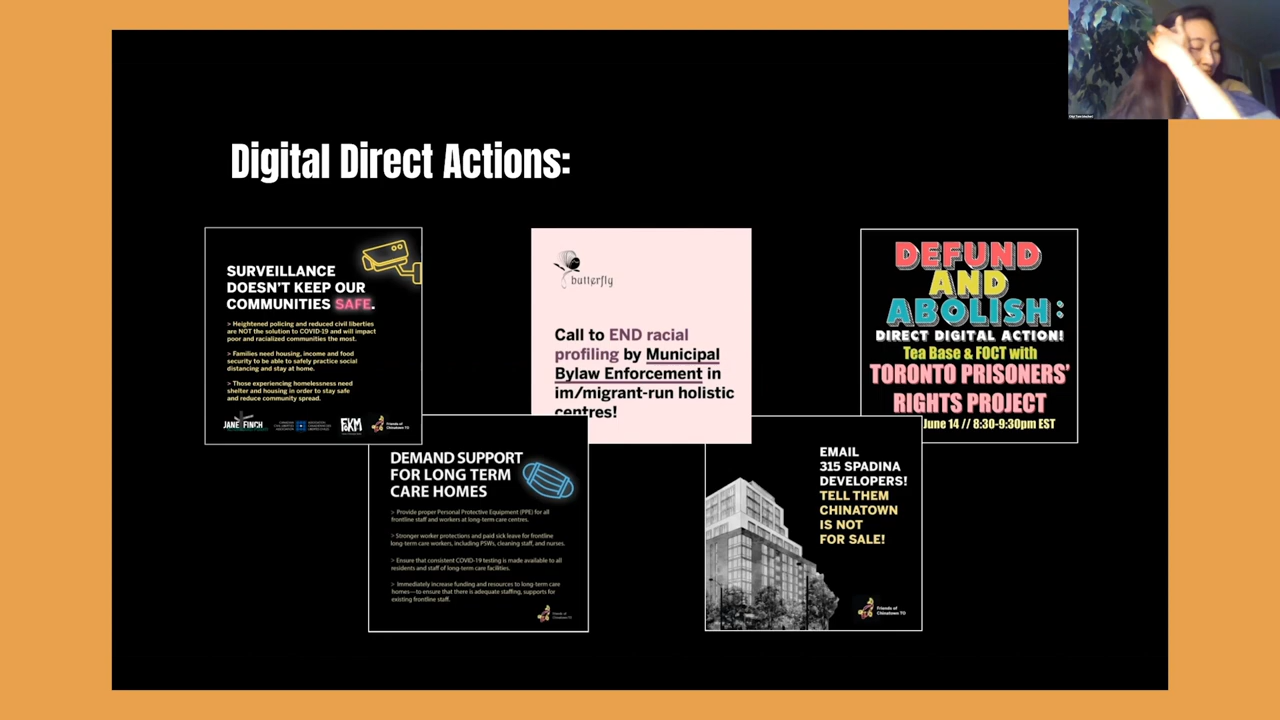 Digital Direct Actions:
SURVEILLANCE
DOESN'T KEEP OUR
COMMUNITIES SAFE.
> Heightened policing and reduced civil liberties
are NOT the solution to COVID-19 and will impact
poor and racialized communities the most.
> Families need housing, income and food
security to be able to safely practice social
distancing and stay at home.
> Those experiencing homelessness need
shelter and housing in order to stay safe
and reduce community spread.
JANE FINCH
FoKM
Friends of
Chinatown TO
butterfly
Call to END racial
profiling by Municipal
Bylaw Enforcement in
im/migrant-run holistic
centres!
DEFUND
AND
ABOLISH:
DIRECT DIGITAL ACTION!
Tea Base & FOCT with
TORONTO PRISONERS'
RIGHTS PROJECT
June 14 // 8:30-9:30pm EST
DEMAND SUPPORT
FOR LONG TERM
CARE HOMES
> Provide proper Personal Protective Equipment (PPE) for all
frontline staff and workers at long-term care centres.
> Stronger worker protections and paid sick leave for frontline
long term care workers, including PSWs, cleaning staff, and nurses.
> Ensure that consistent COVID-19 testing is made available to all
residents and staff of long-term care facilities.
> Immediately increase funding and resources to long-term care
homes—to ensure that there is adequate staffing, supports for
existing frontline staff.
Friends of
Chinatown TO
EMAIL
315 SPADINA
DEVELOPERS!
TELL THEM
CHINATOWN
IS NOT
FOR SALE!
Friends of
Chinatown TO